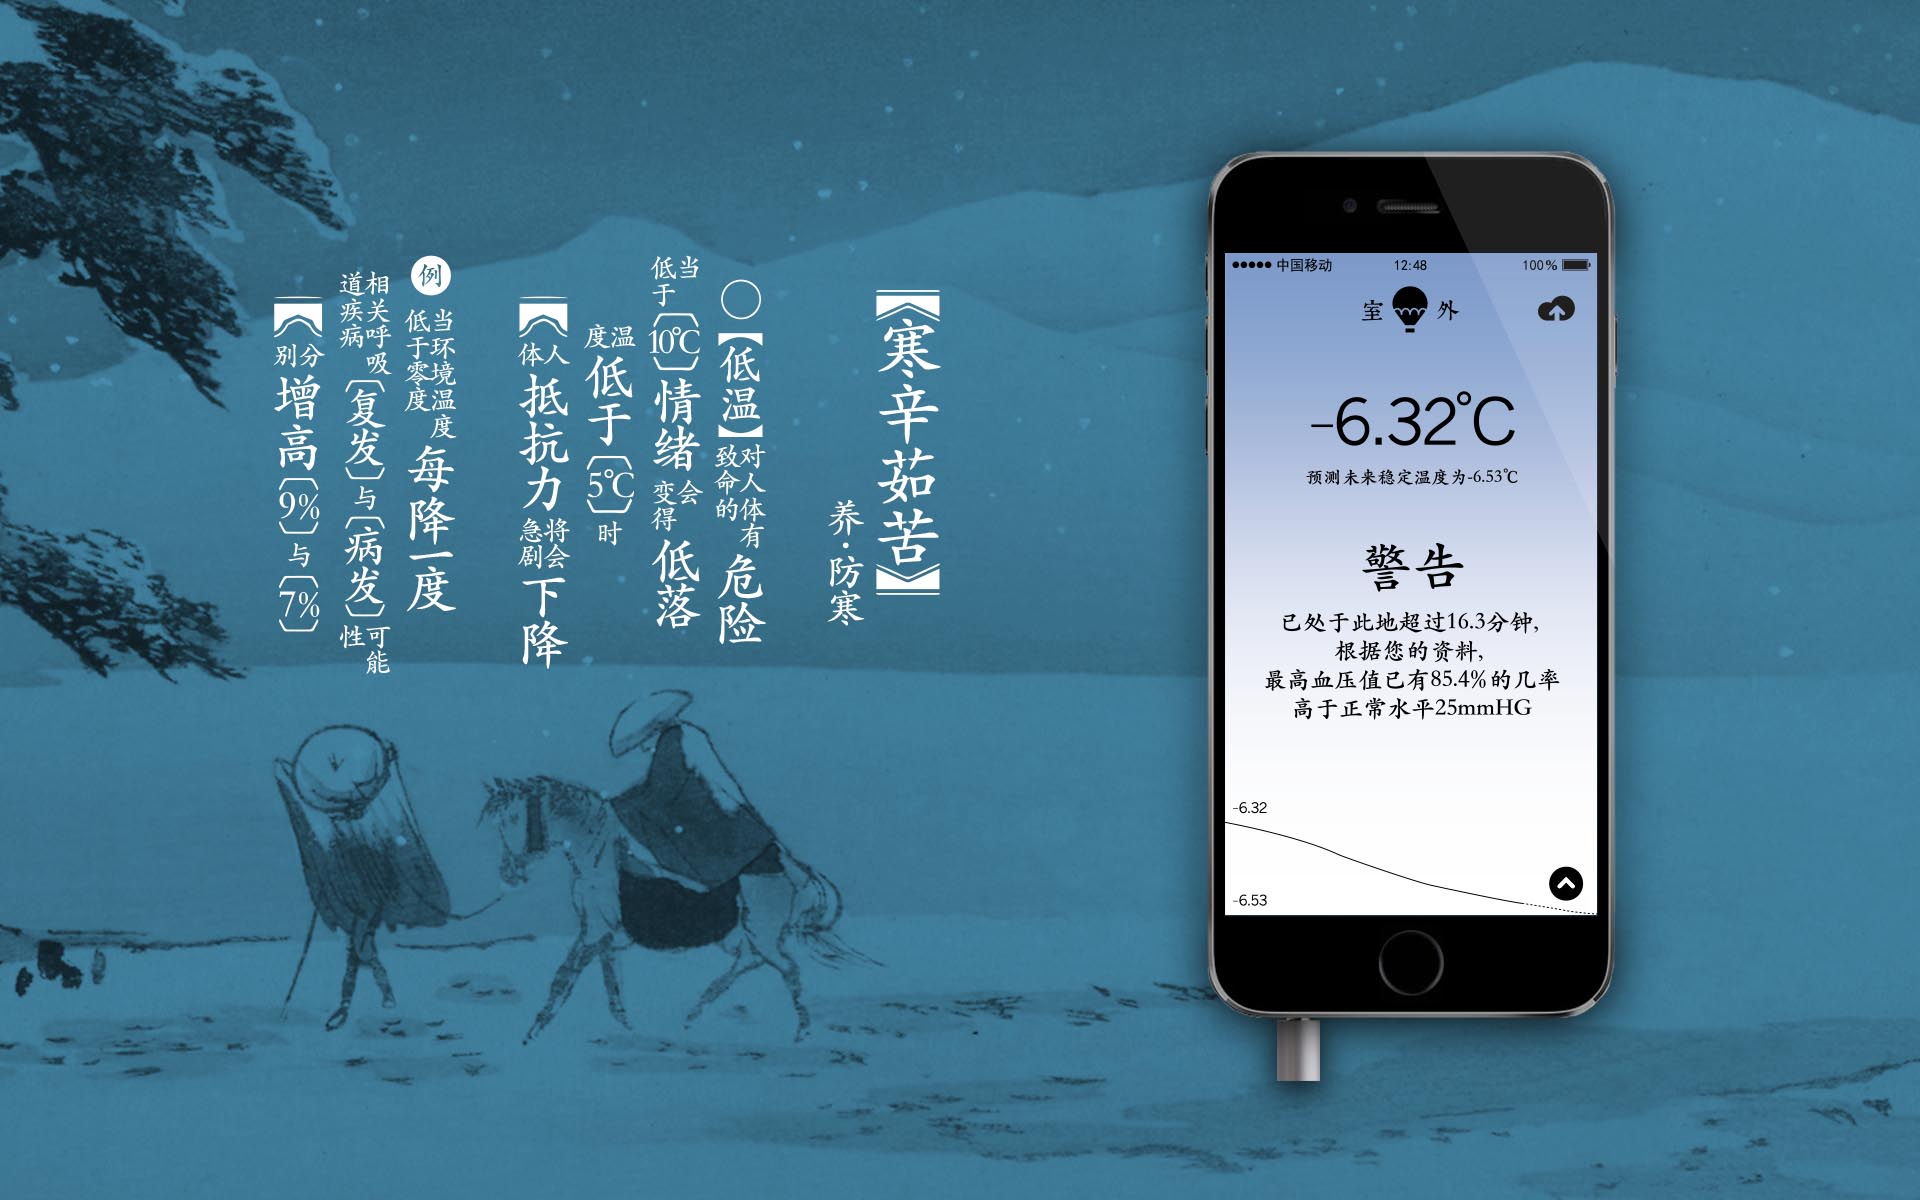 【寒辛茹苦】
养·防寒
○【低温】对人体有致命的危险
当低于10℃情绪会变得低落
温度低于5℃时
人体抵抗力将会急剧下降
例 当环境温度低于零度每降一度
相关呼吸道疾病复发与病发可能性
分别增高9%与7%
中国移动 12:48 100%
室 外
-6.32℃
预测未来稳定温度为-6.53℃
警告
已处于此地超过16.3分钟,
根据您的资料,
最高血压值已有85.4%的几率
高于正常水平25mmHG
-6.32
-6.53